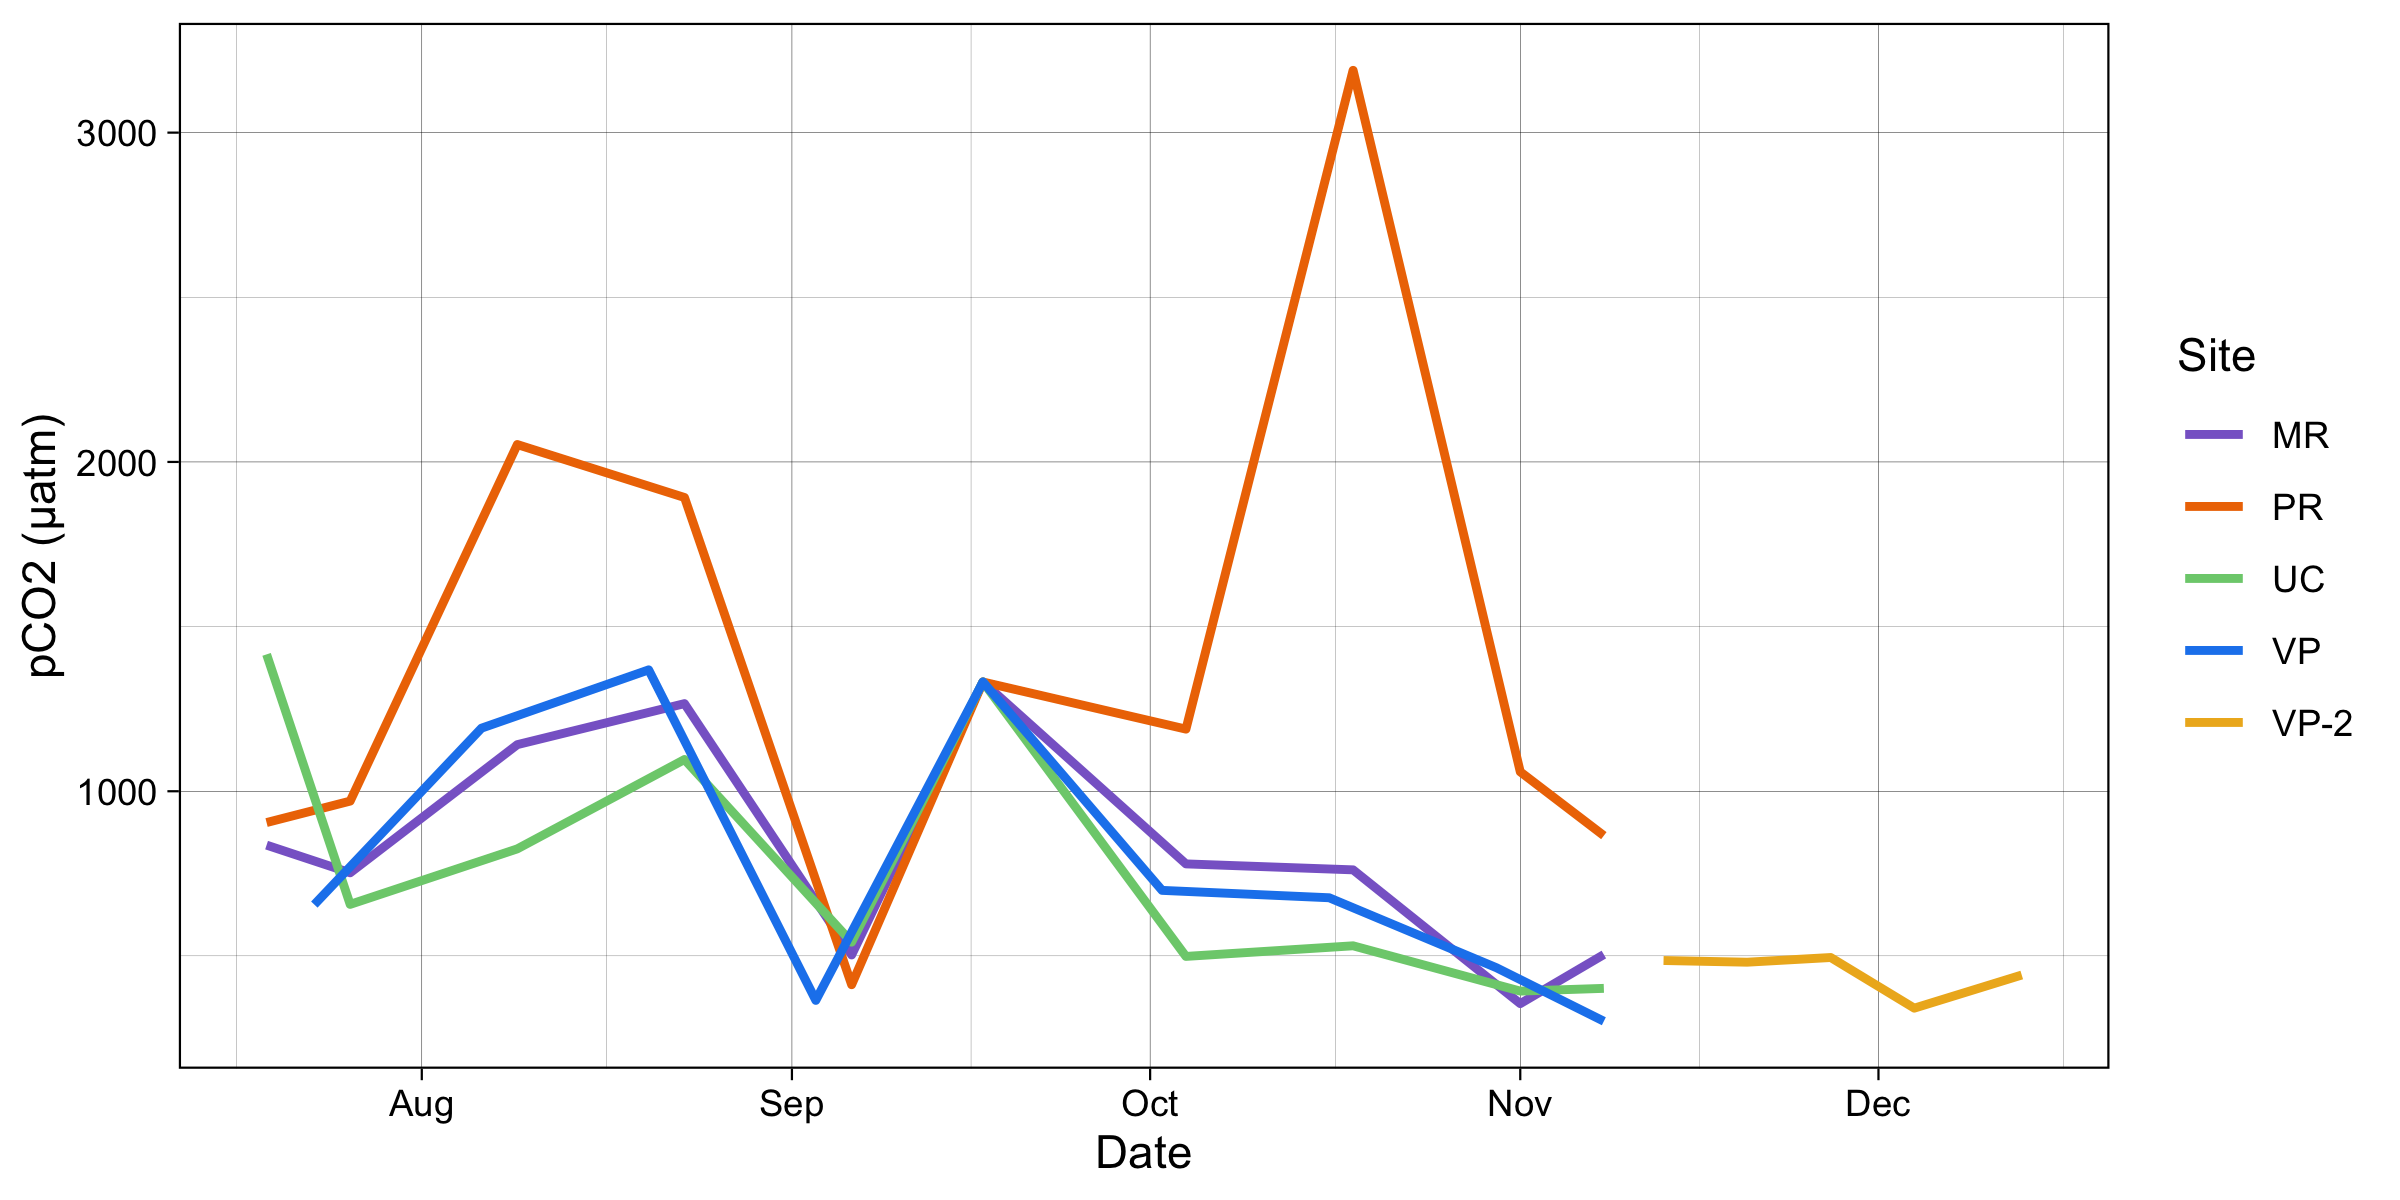 pCO2 (µatm)
3000
2000
1000
Aug
Sep
Oct
Nov
Dec
Date
Site
MR
PR
UC
VP
VP-2